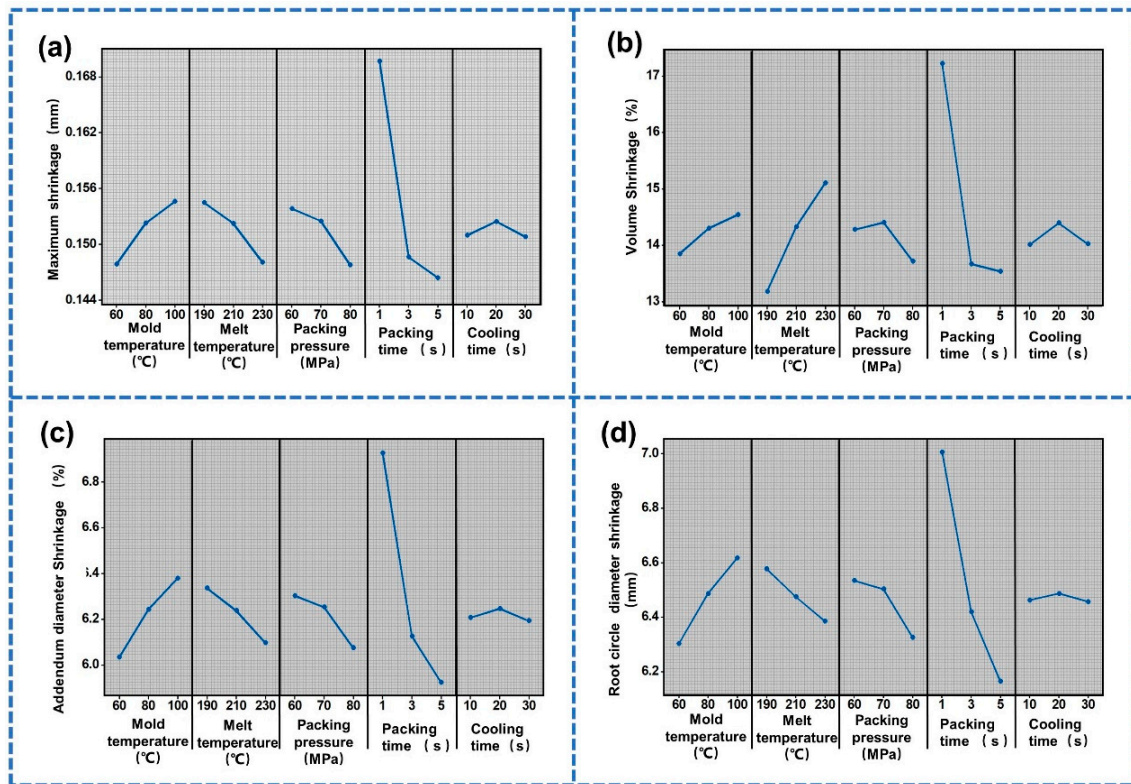 (a)
Maximum shrinkage (mm)
0.168
0.162
0.156
0.150
0.144
60 80 100 190 210 230 60 70 80 1 3 5 10 20 30
Mold Melt Packing Packing Cooling
temperature temperature pressure time (s) time (s)
(℃) (℃) (MPa)
(b)
Volume Shrinkage (%)
17
16
15
14
13
60 80 100 190 210 230 60 70 80 1 3 5 10 20 30
Mold Melt Packing Packing Cooling
temperature temperature pressure time (s) time (s)
(℃) (℃) (MPa)
(c)
Addendum diameter Shrinkage (%)
6.8
6.6
6.2
6.0
60 80 100 190 210 230 60 70 80 1 3 5 10 20 30
Mold Melt Packing Packing Cooling
temperature temperature pressure time (s) time (s)
(℃) (℃) (MPa)
(d)
Root circle diameter shrinkage
(mm)
7.0
6.6
6.4
6.2
60 80 100 190 210 230 60 70 80 1 3 5 10 20 30
Mold Melt Packing Packing Cooling
temperature temperature pressure time (s) time (s)
(℃) (℃) (MPa)